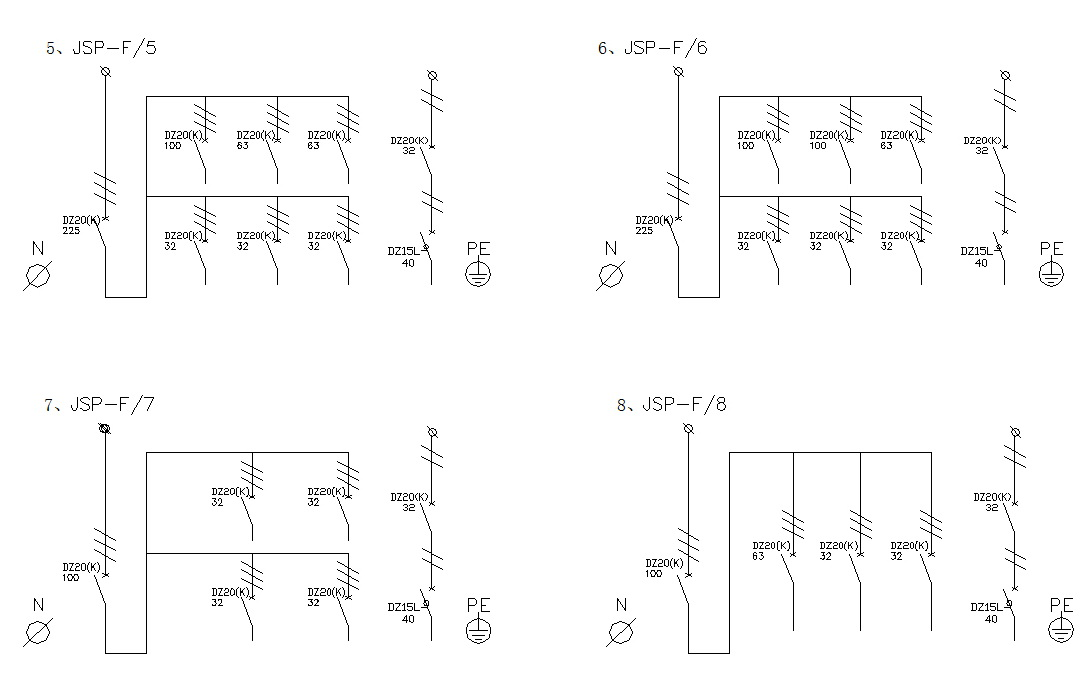 5、JSP-F/5
DZ20(K) 100
DZ20(K) 63
DZ20(K) 63
DZ20(K) 32
DZ20(K) 225
DZ20(K) 32
DZ20(K) 32
DZ20(K) 32
DZ15L 40
N
PE
6、JSP-F/6
DZ20(K) 100
DZ20(K) 100
DZ20(K) 63
DZ20(K) 32
DZ20(K) 225
DZ20(K) 32
DZ20(K) 32
DZ20(K) 32
DZ15L 40
N
PE
7、JSP-F/7
DZ20(K) 32
DZ20(K) 32
DZ20(K) 32
DZ20(K) 100
DZ20(K) 32
DZ20(K) 32
DZ15L 40
N
PE
8、JSP-F/8
DZ20(K) 32
DZ20(K) 63
DZ20(K) 32
DZ20(K) 32
DZ20(K) 100
DZ15L 40
N
PE